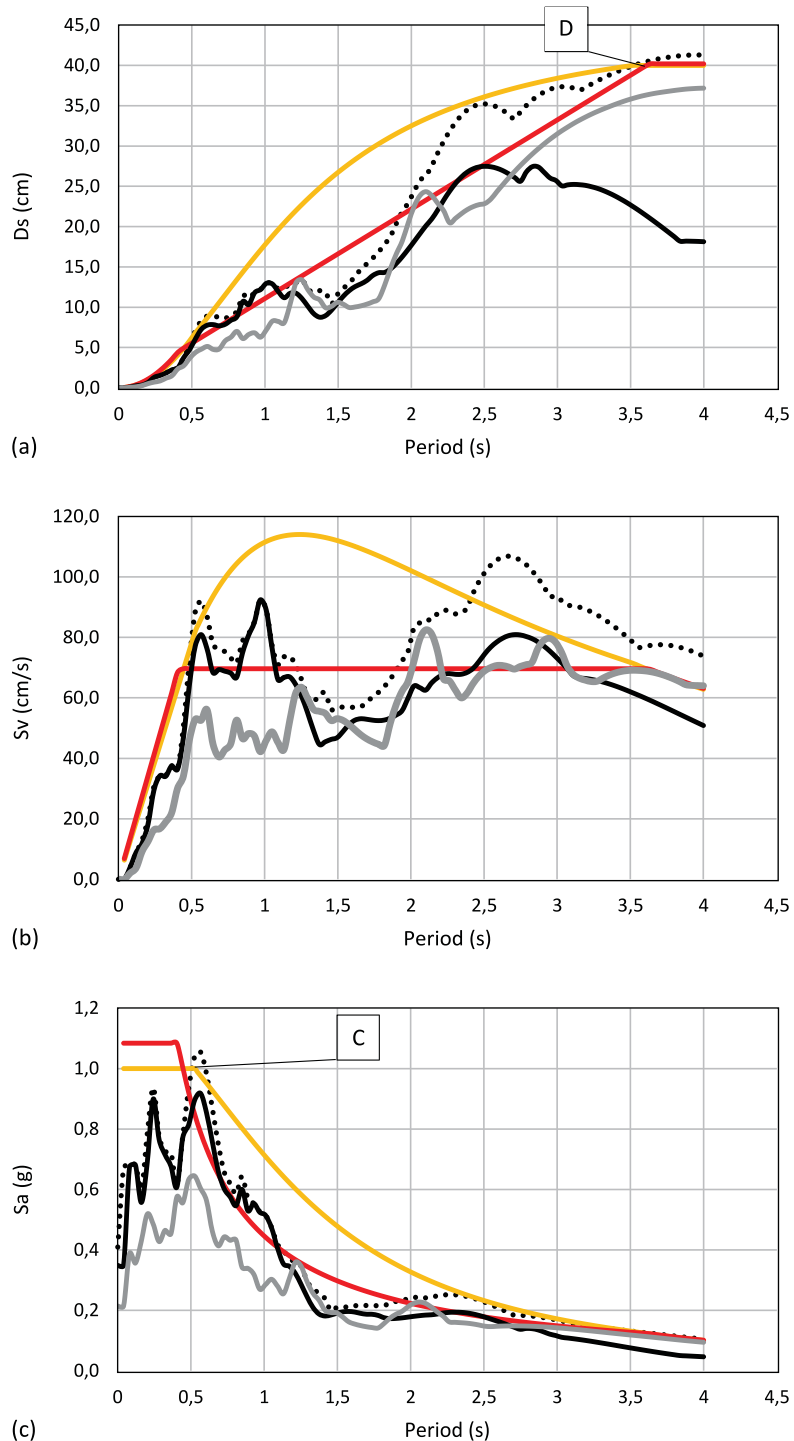 D
45,0
40,0
35,0
30,0
25,0
20,0
15,0
10,0
5,0
0,0
Ds (cm)
0 0,5 1 1,5 2 2,5 3 3,5 4 4,5
Period (s)
(a)
120,0
100,0
80,0
60,0
40,0
20,0
0,0
Sv (cm/s)
0 0,5 1 1,5 2 2,5 3 3,5 4 4,5
Period (s)
(b)
1,2
1,0
0,8
0,6
0,4
0,2
0,0
C
Sa (g)
0 0,5 1 1,5 2 2,5 3 3,5 4 4,5
Period (s)
(c)